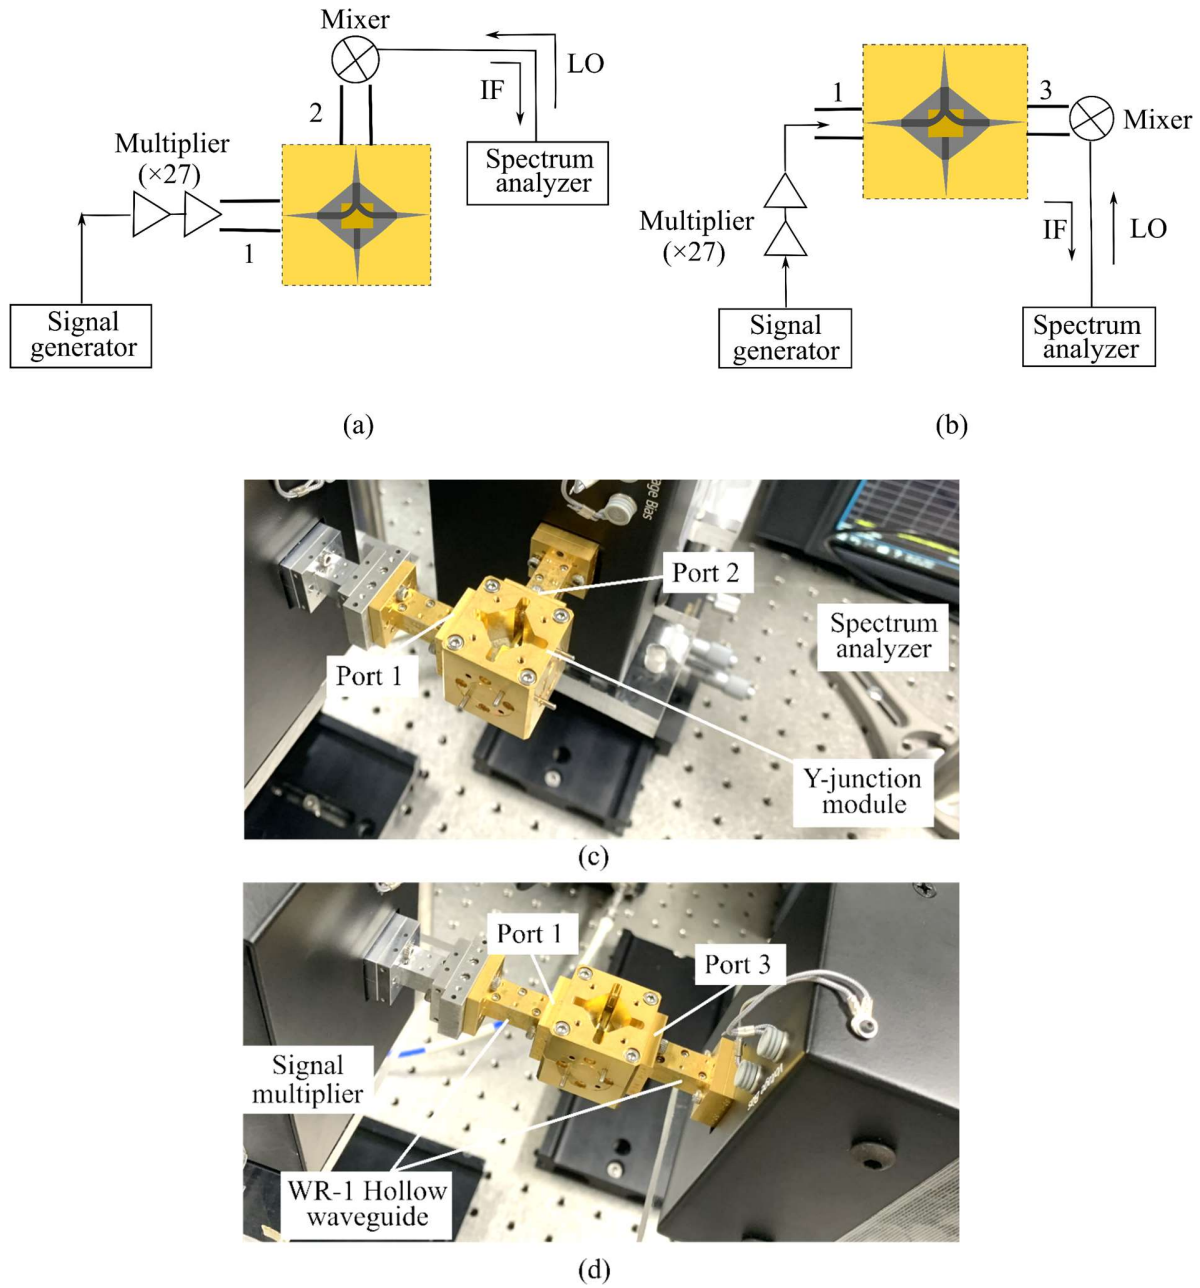 Mixer
LO
IF
2
Multiplier
(×27)
Spectrum
analyzer
1
Signal
generator
(a)
1
3
Mixer
Multiplier
(×27)
IF
LO
Signal
generator
Spectrum
analyzer
(b)
age Bias
Port 2
Port 1
Spectrum
analyzer
Y-junction
module
(c)
Port 1
Port 3
Signal
multiplier
WR-1 Hollow
waveguide
(d)